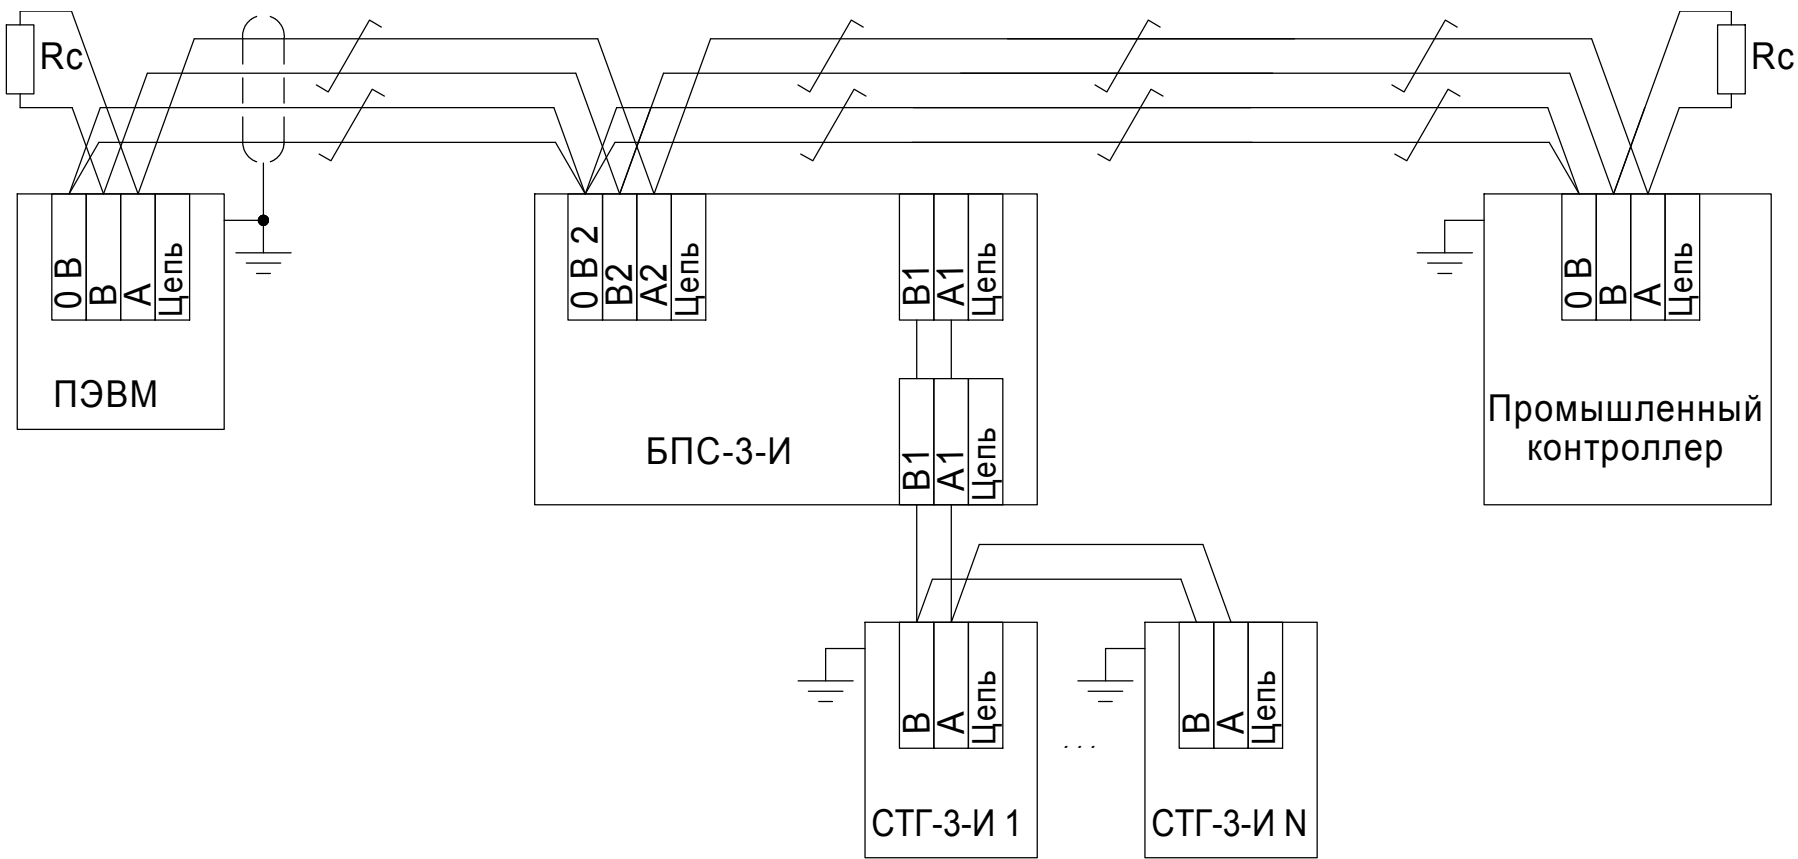 Rc
Rc
0 В
В
А
Цепь
0 В 2
В2
А2
Цепь
В1
А1
Цепь
0 В
В
А
Цепь
ПЭВМ
БПС-3-И
В1
А1
Цепь
Промышленный
контроллер
В
А
Цепь
В
А
Цепь
. . .
СТГ-3-И 1
СТГ-3-И N